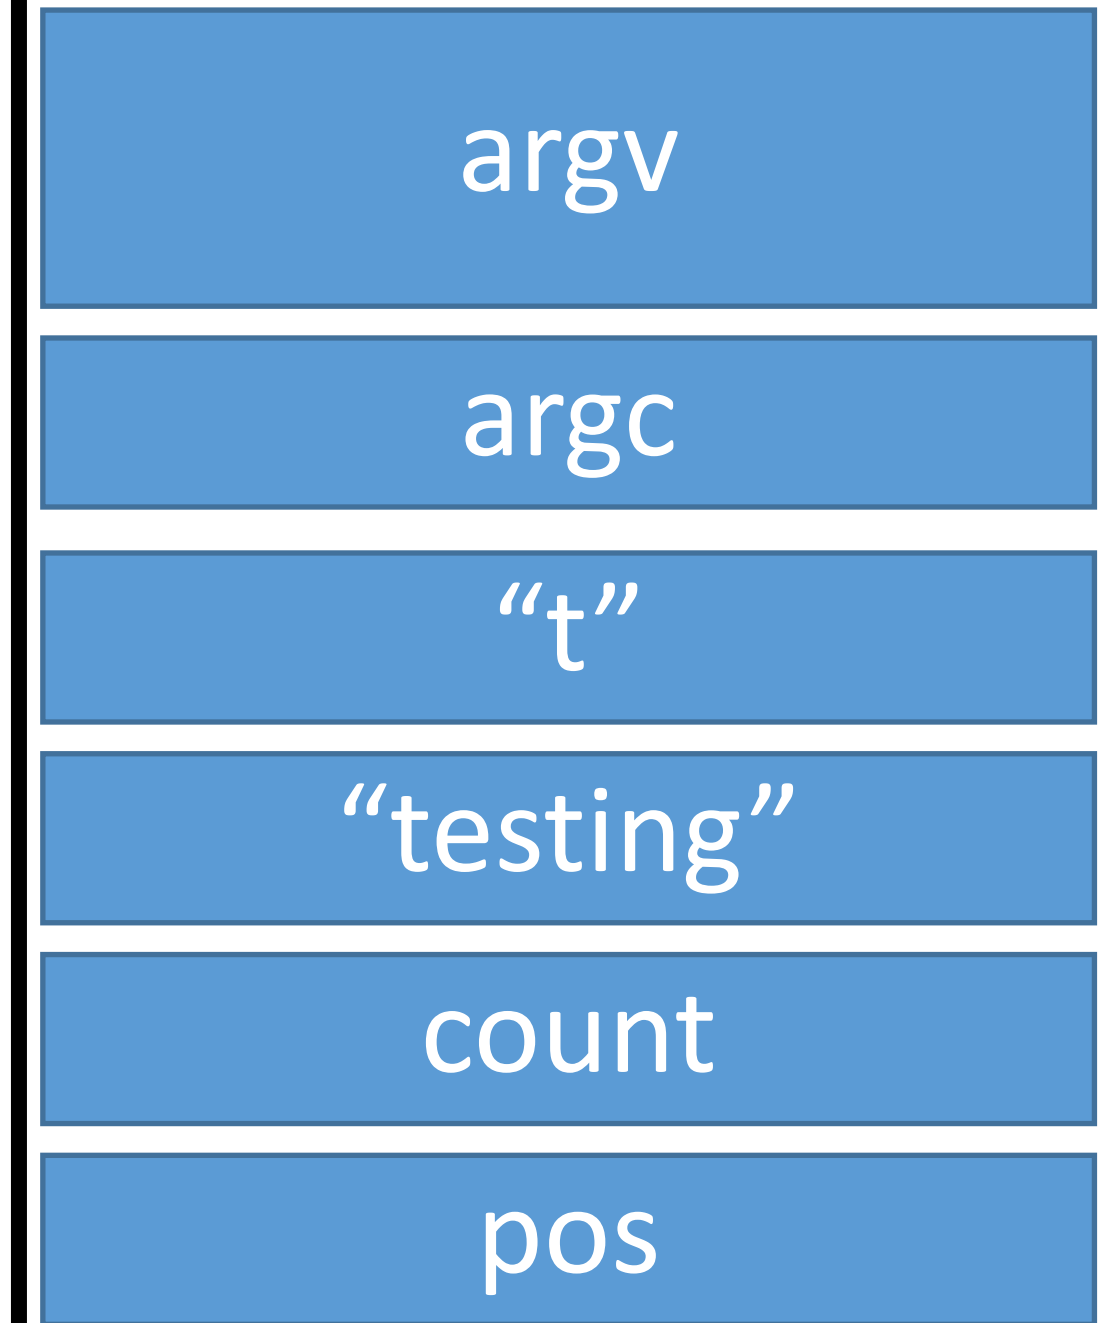 argv
argc
“t”
“testing”
count
pos